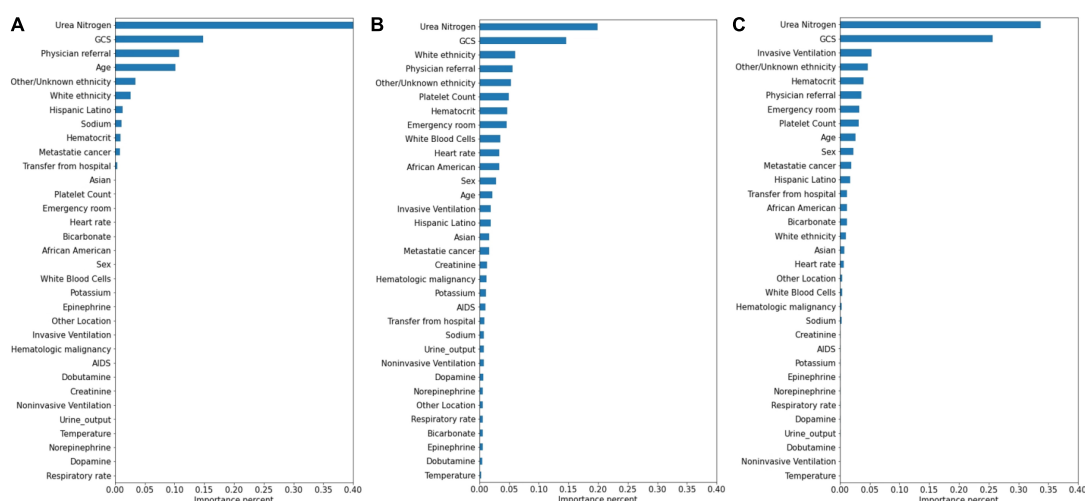 A
Urea Nitrogen
GCS
Physician referral
Age
Other/Unknown ethnicity
White ethnicity
Hispanic Latino
Sodium
Hematocrit
Metastatie cancer
Transfer from hospital
Asian
Platelet Count
Emergency room
Heart rate
Bicarbonate
African American
Sex
White Blood Cells
Potassium
Epinephrine
Other Location
Invasive Ventilation
Hematologic malignancy
AIDS
Dobutamine
Creatinine
Noninvasive Ventilation
Urine_output
Temperature
Norepinephrine
Dopamine
Respiratory rate
0.00 0.05 0.10 0.15 0.20 0.25 0.30 0.35 0.40
Importance percent
B
Urea Nitrogen
GCS
White ethnicity
Physician referral
Other/Unknown ethnicity
Platelet Count
Hematocrit
Emergency room
White Blood Cells
Heart rate
African American
Sex
Age
Invasive Ventilation
Hispanic Latino
Asian
Metastatie cancer
Creatinine
Hematologic malignancy
Potassium
AIDS
Transfer from hospital
Sodium
Urine_output
Noninvasive Ventilation
Dopamine
Norepinephrine
Other Location
Respiratory rate
Bicarbonate
Epinephrine
Dobutamine
Temperature
0.00 0.05 0.10 0.15 0.20 0.25 0.30 0.35 0.40
Importance percent
C
Urea Nitrogen
GCS
Invasive Ventilation
Other/Unknown ethnicity
Hematocrit
Physician referral
Emergency room
Platelet Count
Age
Sex
Metastatie cancer
Hispanic Latino
Transfer from hospital
African American
Bicarbonate
White ethnicity
Asian
Heart rate
Other Location
White Blood Cells
Hematologic malignancy
Sodium
Creatinine
AIDS
Potassium
Epinephrine
Norepinephrine
Respiratory rate
Dopamine
Urine_output
Dobutamine
Noninvasive Ventilation
Temperature
0.00 0.05 0.10 0.15 0.20 0.25 0.30 0.35 0.40
Importance percent